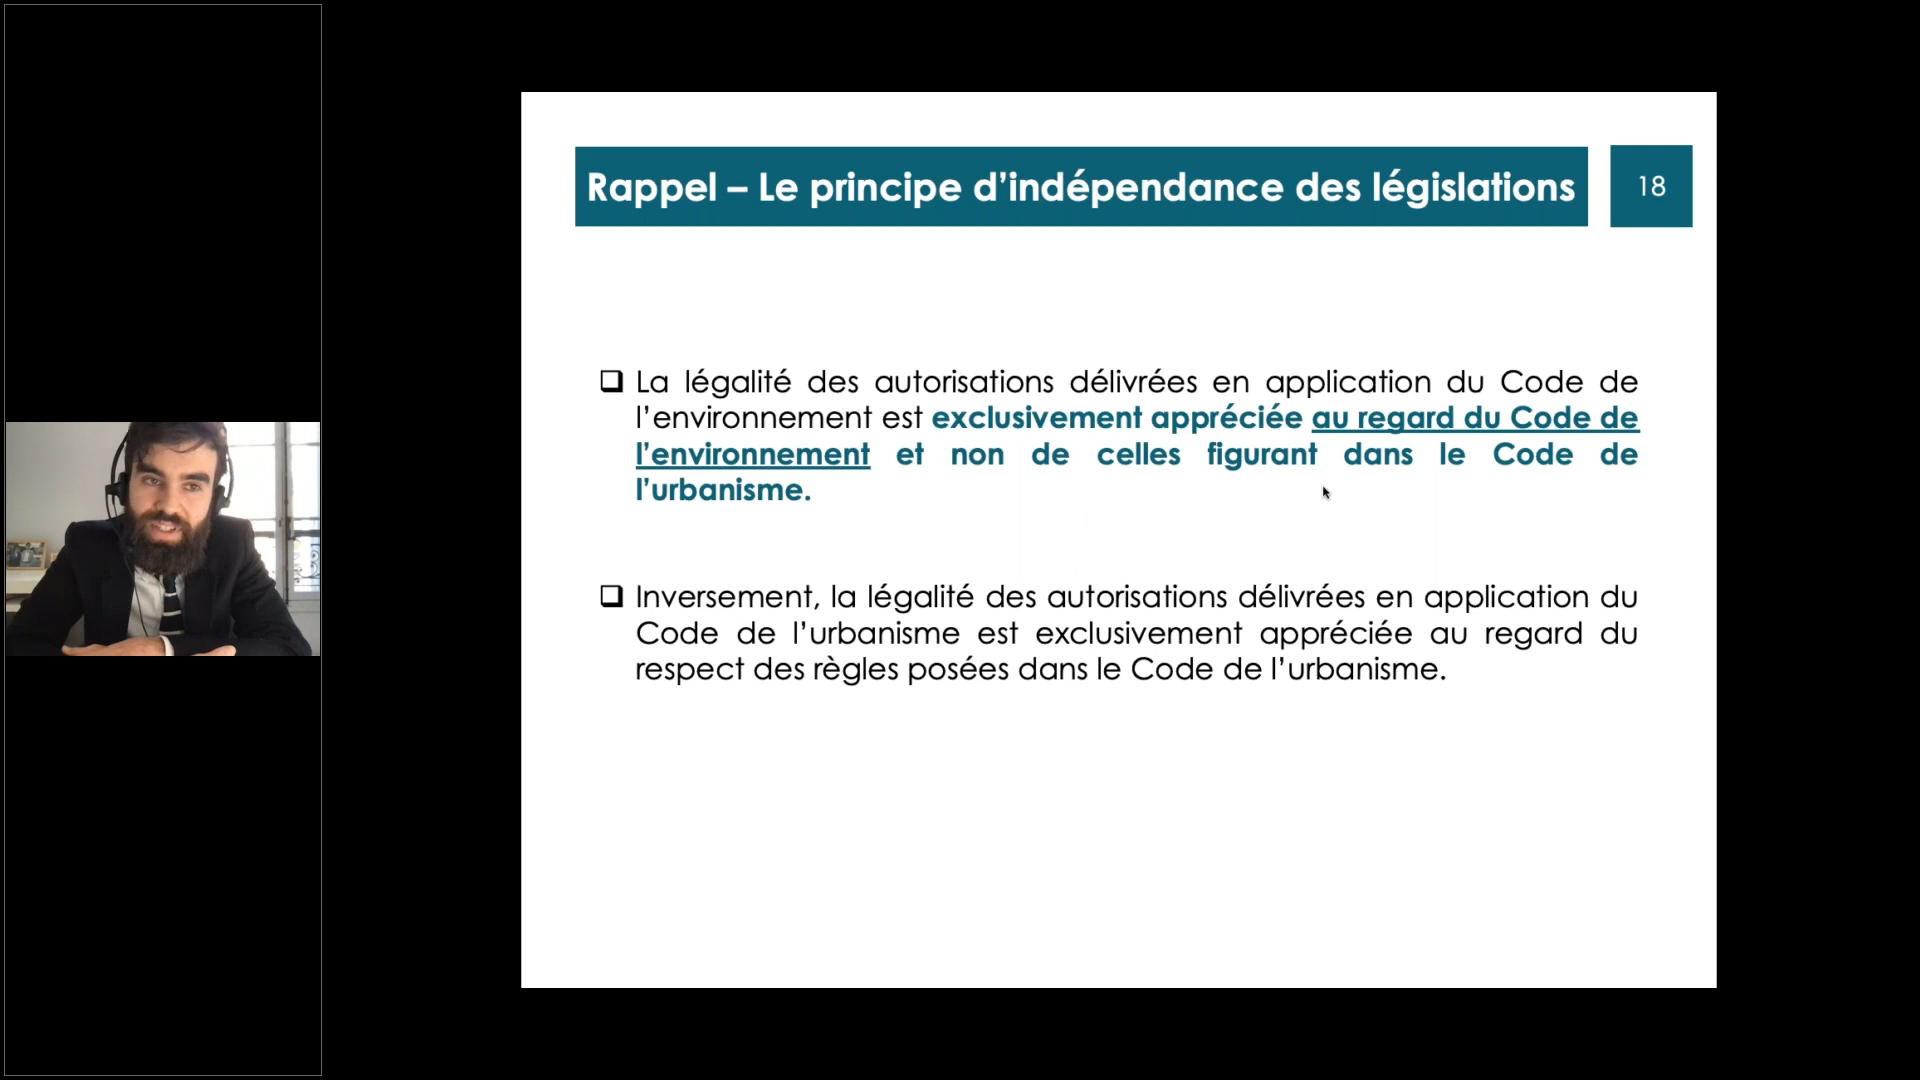 Rappel – Le principe d’indépendance des législations
18
❑ La légalité des autorisations délivrées en application du Code de
l’environnement est exclusivement appréciée au regard du Code de
l’environnement et non de celles figurant dans le Code de
l’urbanisme.
❑ Inversement, la légalité des autorisations délivrées en application du
Code de l’urbanisme est exclusivement appréciée au regard du
respect des règles posées dans le Code de l’urbanisme.